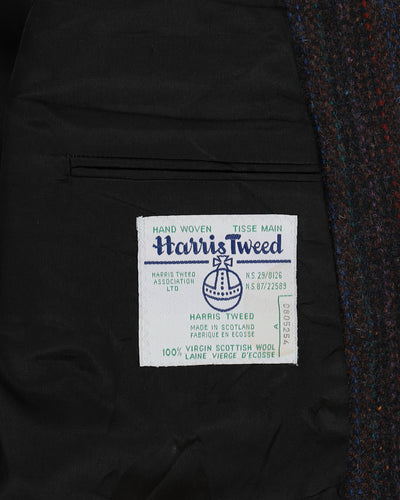 HAND WOVEN TISSE MAIN
Harris Tweed
HARRIS TWEED
ASSOCIATION
LTD
N.S. 29/8126
N.S. 87/22589
HARRIS TWEED
MADE IN SCOTLAND
FABRIQUE EN ECOSSE
100% VIRGIN SCOTTISH WOOL
LAINE VIERGE D'ECOSSE
A
0805254